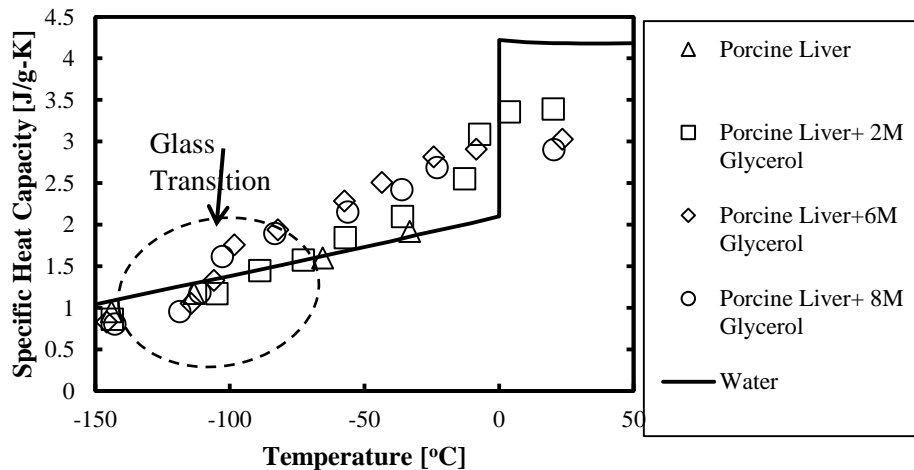 4.5
4
3.5
3
2.5
2
1.5
1
0.5
0
-150
-100
-50
0
50
Specific Heat Capacity [J/g-K]
Temperature [°C]
Glass
Transition
Porcine Liver
Porcine Liver+ 2M
Glycerol
Porcine Liver+6M
Glycerol
Porcine Liver+ 8M
Glycerol
Water